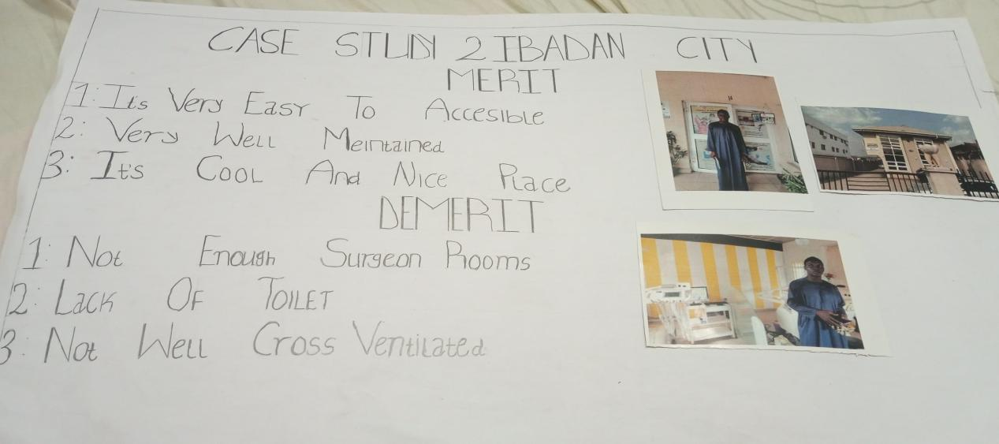 CASE STUDY 2 IBADAN CITY
MERIT
1: Its Very Easy To Accesible
2: Very Well Meintained
3: It's Cool And Nice Place
DEMERIT
1: Not Enough Surgeon Rooms
2: Lack Of Toilet
3: Not Well Cross Ventilated